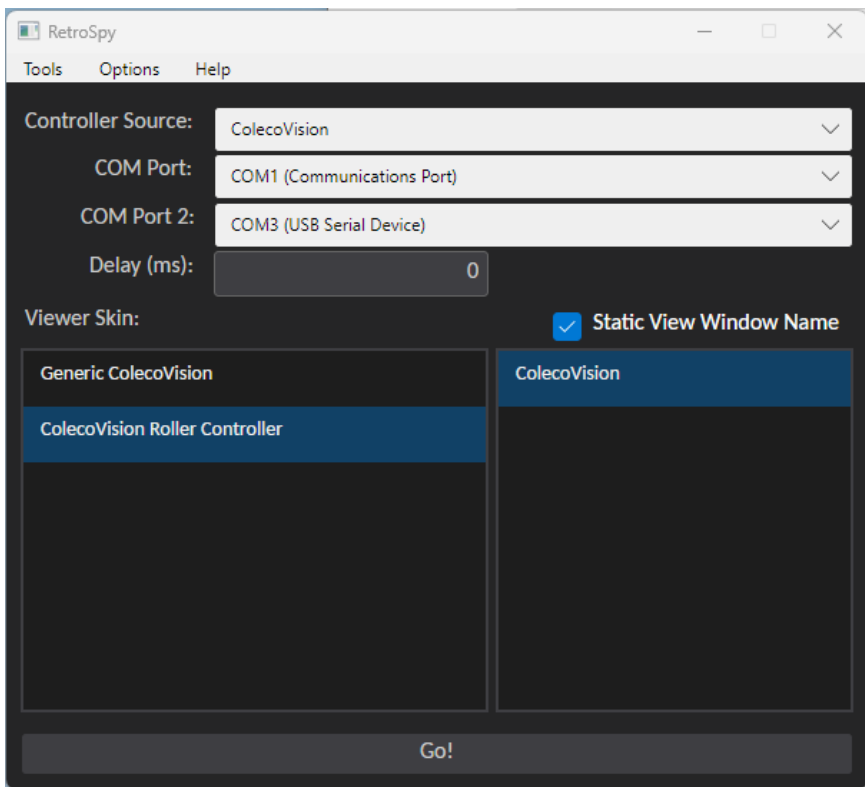 RetroSpy
Tools Options Help
Controller Source: ColecoVision
COM Port: COM1 (Communications Port)
COM Port 2: COM3 (USB Serial Device)
Delay (ms): 0
Viewer Skin: Static View Window Name
Generic ColecoVision ColecoVision
ColecoVision Roller Controller
Go!